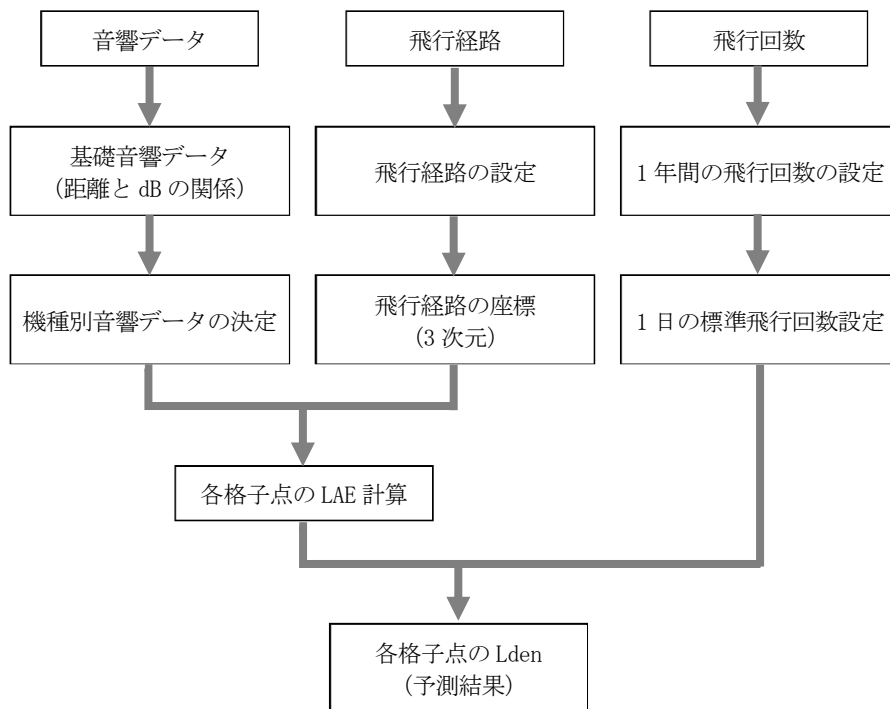 音響データ
飛行経路
飛行回数
基礎音響データ
(距離と dB の関係)
飛行経路の設定
1 年間の飛行回数の設定
機種別音響データの決定
飛行経路の座標
(3 次元)
1 日の標準飛行回数設定
各格子点の LAE 計算
各格子点の Lden
(予測結果)